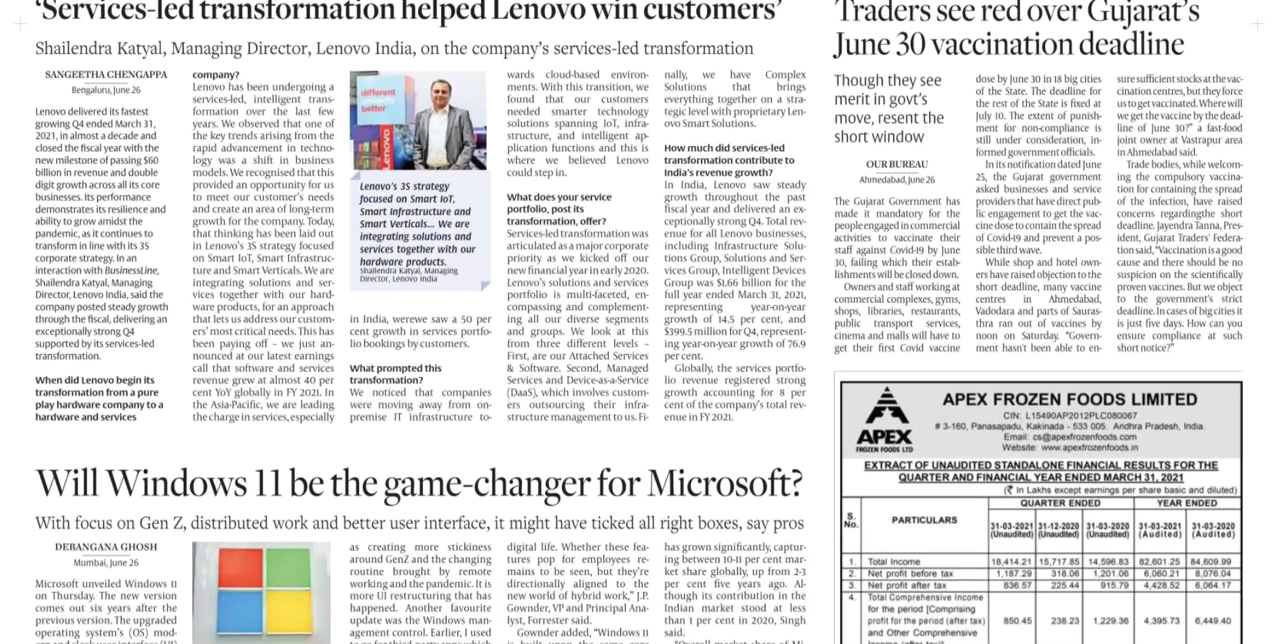 'Services-led transformation helped Lenovo win customers'
Shailendra Katyal, Managing Director, Lenovo India, on the company's services-led transformation
SANGEETHA CHENGAPPA
Bengaluru, June 26
Lenovo delivered its fastest
growing Q4 ended March 31,
2021, in almost a decade and
closed the fiscal year with the
new milestone of passing $60
billion in revenue and double
digit growth across all its core
businesses. Its performance
demonstrates its resilience and
ability to grow amidst the
pandemic, as it continues to
transform in line with its 3S
corporate strategy. In an
interaction with BusinessLine,
Shailendra Katyal, Managing
Director, Lenovo India, said the
company posted steady growth
through the fiscal, delivering an
exceptionally strong Q4
supported by its services-led
transformation.
When did Lenovo begin its
transformation from a pure
play hardware company to a
hardware and services
company?
Lenovo has been undergoing a
services-led, intelligent trans-
formation over the last few
years. We observed that one of
the key trends arising from the
rapid advancement in techno-
logy was a shift in business
models. We recognised that this
provided an opportunity for us
to meet our customer's needs
and create an area of long-term
growth for the company. Today,
that thinking has been laid out
in Lenovo's 3S strategy focused
on Smart IoT, Smart Infrastruc-
ture and Smart Verticals. We are
integrating solutions and ser-
vices together with our hard-
ware products, for an approach
that lets us address our custom-
ers' most critical needs. This has
been paying off – we just an-
nounced at our latest earnings
call that software and services
revenue grew at almost 40 per
cent YoY globally in FY 2021. In
the Asia-Pacific, we are leading
the charge in services, especially
different
better
Lenovo
Lenovo's 3S strategy
focused on Smart IoT,
Smart Infrastructure and
Smart Verticals... We are
integrating solutions and
services together with our
hardware products.
Shailendra Katyal, Managing
Director, Lenovo India
in India, werewe saw a 50 per
cent growth in services portfo-
lio bookings by customers.
What prompted this
transformation?
We noticed that companies
were moving away from on-
premise IT infrastructure to-
wards cloud-based environ-
ments. With this transition, we
found that our customers
needed smarter technology
solutions spanning IoT, infra-
structure, and intelligent ap-
plication functions and this is
where we believed Lenovo
could step in.
What does your service
portfolio, post its
transformation, offer?
Services-led transformation was
articulated as a major corporate
priority as we kicked off our
new financial year in early 2020.
Lenovo's solutions and services
portfolio is multi-faceted, en-
compassing and complement-
ing all our diverse segments
and groups. We look at this
from three different levels –
First, are our Attached Services
& Software. Second, Managed
Services and Device-as-a-Service
(DaaS), which involves custom-
ers outsourcing their infra-
structure management to us. Fi-
nally, we have Complex
Solutions that brings
everything together on a stra-
tegic level with proprietary Len-
ovo Smart Solutions.
How much did services-led
transformation contribute to
India's revenue growth?
In India, Lenovo saw steady
growth throughout the past
fiscal year and delivered an ex-
ceptionally strong Q4. Total rev-
enue for all Lenovo businesses,
including Infrastructure Solu-
tions Group, Solutions and Ser-
vices Group, Intelligent Devices
Group was $1.66 billion for the
full year ended March 31, 2021,
representing year-on-year
growth of 14.5 per cent, and
$399.5 million for Q4, represent-
ing year-on-year growth of 76.9
per cent.
Globally, the services portfo-
lio revenue registered strong
growth accounting for 8 per
cent of the company's total rev-
enue in FY 2021.
Traders see red over Gujarat's
June 30 vaccination deadline
Though they see
merit in govt's
move, resent the
short window
OUR BUREAU
Ahmedabad, June 26
The Gujarat Government has
made it mandatory for the
people engaged in commercial
activities to vaccinate their
staff against Covid-19 by June
30, failing which their estab-
lishments will be closed down.
Owners and staff working at
commercial complexes, gyms,
shops, libraries, restaurants,
public transport services,
cinema and malls will have to
get their first Covid vaccine
dose by June 30 in 18 big cities
of the State. The deadline for
the rest of the State is fixed at
July 10. The extent of punish-
ment for non-compliance is
still under consideration, in-
formed government officials.
In its notification dated June
25, the Gujarat government
asked businesses and service
providers that have direct pub-
lic engagement to get the vac-
cine dose to contain the spread
of Covid-19 and prevent a pos-
sible third wave.
While shop and hotel own-
ers have raised objection to the
short deadline, many vaccine
centres in Ahmedabad,
Vadodara and parts of Sauras-
thra ran out of vaccines by
noon on Saturday. "Govern-
ment hasn't been able to en-
sure sufficient stocks at the vac-
cination centres, but they force
us to get vaccinated. Where will
we get the vaccine by the dead-
line of June 30?" a fast-food
joint owner at Vastrapur area
in Ahmedabad said.
Trade bodies, while welcom-
ing the compulsory vaccina-
tion for containing the spread
of the infection, have raised
concerns regardingthe short
deadline. Jayendra Tanna, Pres-
ident, Gujarat Traders' Federa-
tion said, "Vaccination is a good
cause and there should be no
suspicion on the scientifically
proven vaccines. But we object
to the government's strict
deadline. In cases of big cities it
is just five days. How can you
ensure compliance at such
short notice?"
Will Windows 11 be the game-changer for Microsoft?
With focus on Gen Z, distributed work and better user interface, it might have ticked all right boxes, say pros
DEBANGANA GHOSH
Mumbai, June 26
Microsoft unveiled Windows 11
on Thursday. The new version
comes out six years after the
previous version. The upgraded
operating system's (OS) mod-
as creating more stickiness
around GenZ and the changing
routine brought by remote
working and the pandemic. It is
more UI restructuring that has
happened. Another favourite
update was the Windows man-
agement control. Earlier, I used
digital life. Whether these fea-
tures pop for employees re-
mains to be seen, but they're
directionally aligned to the
new world of hybrid work," J.P.
Gownder, VP and Principal Ana-
lyst, Forrester said.
Gownder added, "Windows 11
has grown significantly, captur-
ing between 10-11 per cent mar-
ket share globally, up from 2-3
per cent five years ago. Al-
though its contribution in the
Indian market stood at less
than 1 per cent in 2020, Singh
said.
APEX
FROZEN FOODS LTD
APEX FROZEN FOODS LIMITED
CIN: L15490AP2012PLC080067
# 3-160, Panasapadu, Kakinada - 533 005. Andhra Pradesh, India.
Email: cs@apexfrozenfoods.com
Website: www.apexfrozenfoods.in
EXTRACT OF UNAUDITED STANDALONE FINANCIAL RESULTS FOR THE
QUARTER AND FINANCIAL YEAR ENDED MARCH 31, 2021
(₹ In Lakhs except earnings per share basic and diluted)
S. No. PARTICULARS QUARTER ENDED YEAR ENDED
31-03-2021 (Unaudited) 31-12-2020 (Unaudited) 31-03-2020 (Unaudited) 31-03-2021 (Audited) 31-03-2020 (Audited)
1. Total Income 18,414.21 15,717.85 14,596.83 82,601.25 84,609.99
2. Net profit before tax 1,187.29 318.06 1,201.06 6,060.21 8,076.04
3. Net profit after tax 836.57 225.44 915.79 4,428.52 6,064.17
4. Total Comprehensive Income
for the period [Comprising
profit for the period (after tax) 850.45 238.23 1,229.36 4,395.73 6,449.40
and Other Comprehensive